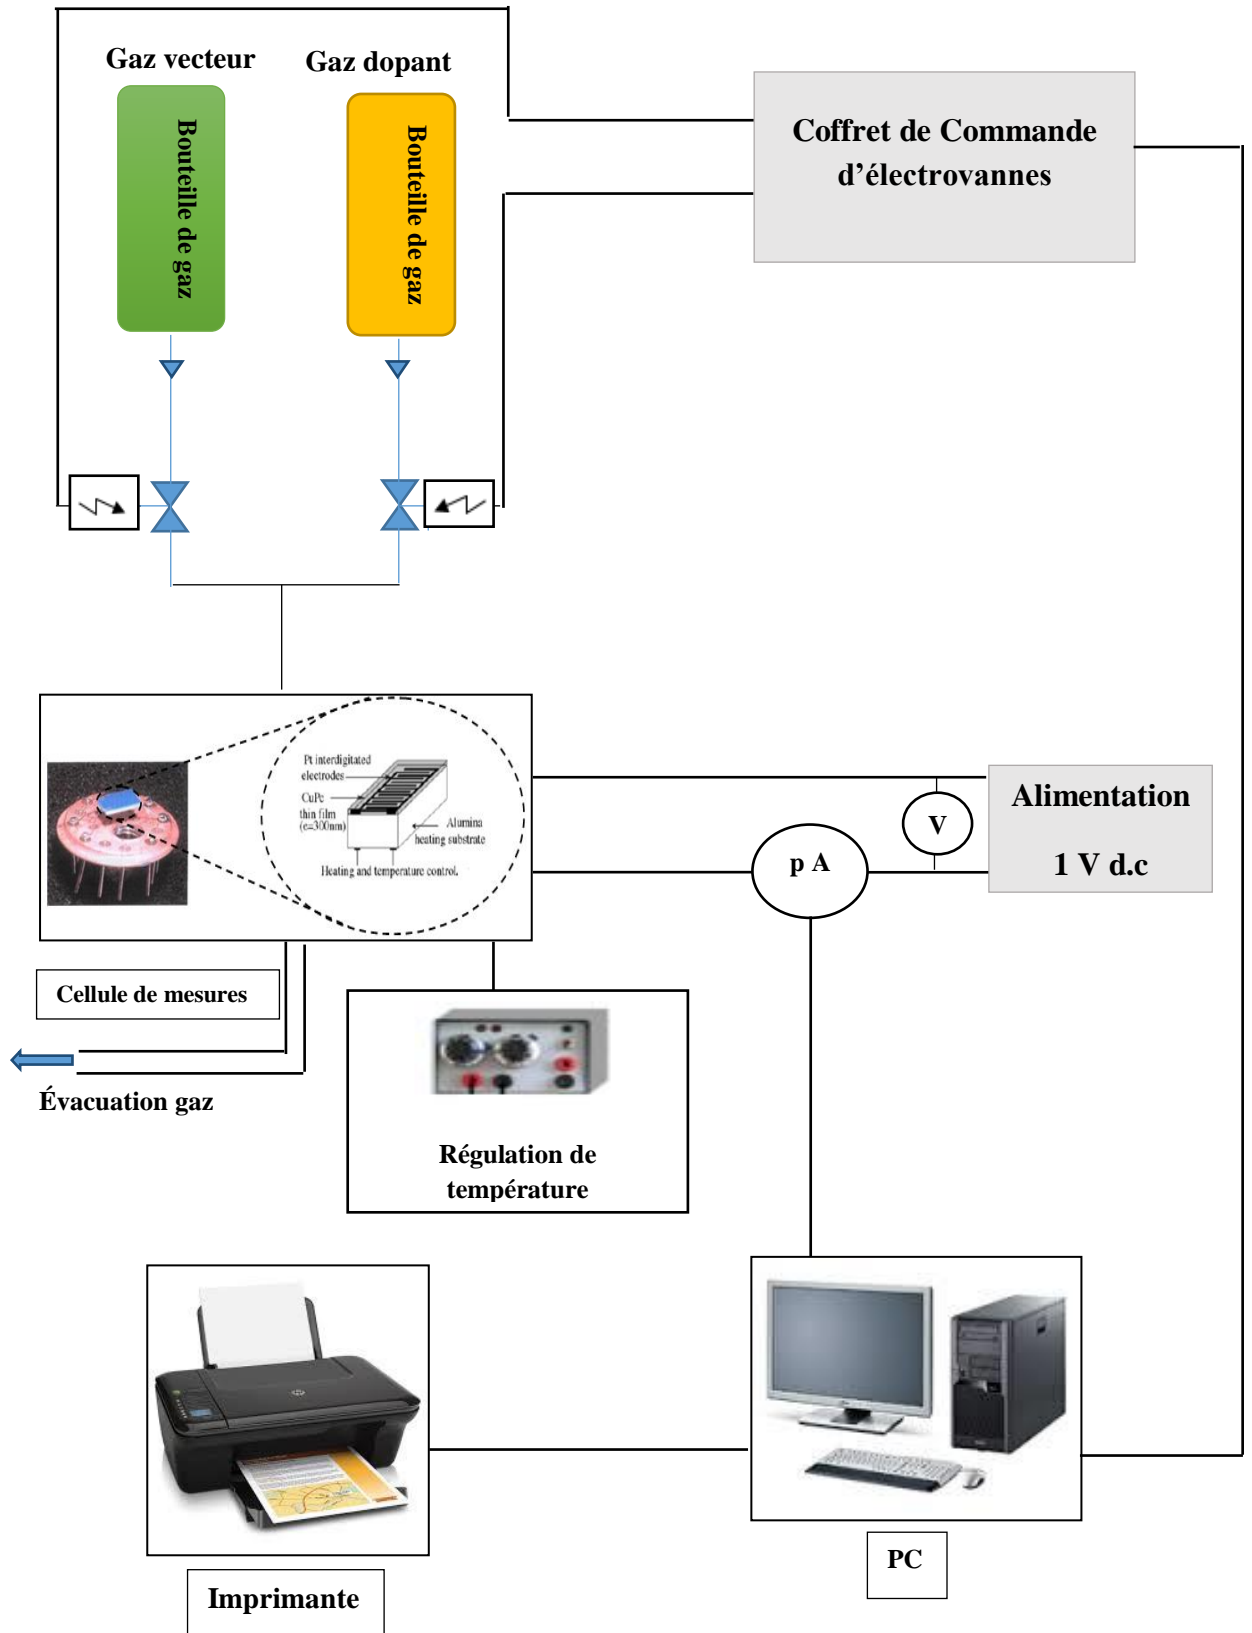 Gaz vecteur
Gaz dopant
Bouteille de gaz
Bouteille de gaz
Coffret de Commande
d’électrovannes
Pt interdigitated
electrodes
CuPc
thin film
(e=300nm)
Alumina
heating substrate
Heating and temperature control.
V
p A
Alimentation
1 V d.c
Cellule de mesures
Évacuation gaz
Régulation de
température
PC
Imprimante